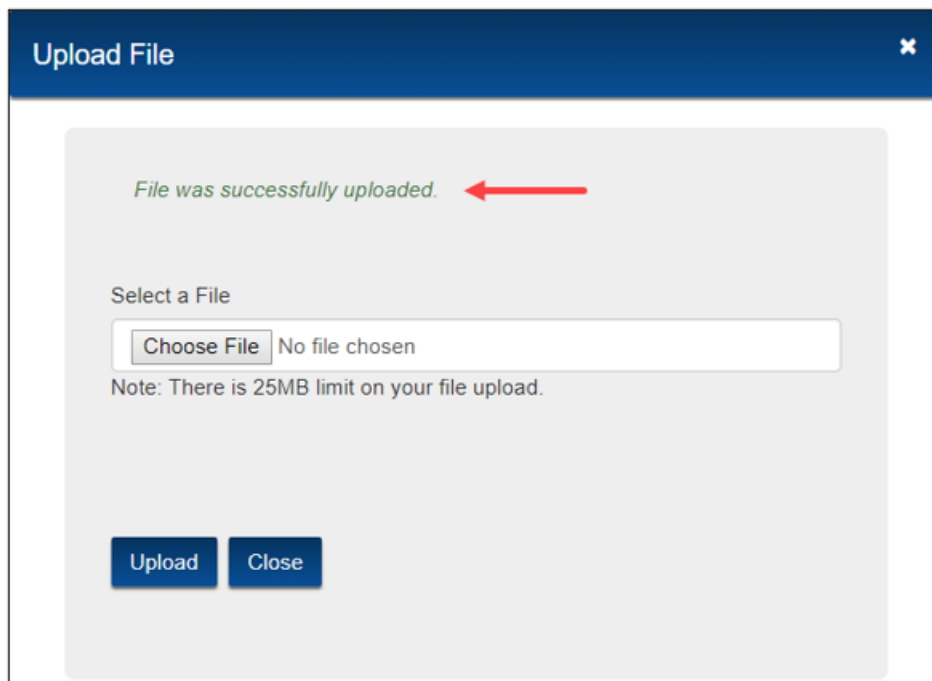 Upload File
File was successfully uploaded.
Select a File
Choose File No file chosen
Note: There is 25MB limit on your file upload.
Upload Close